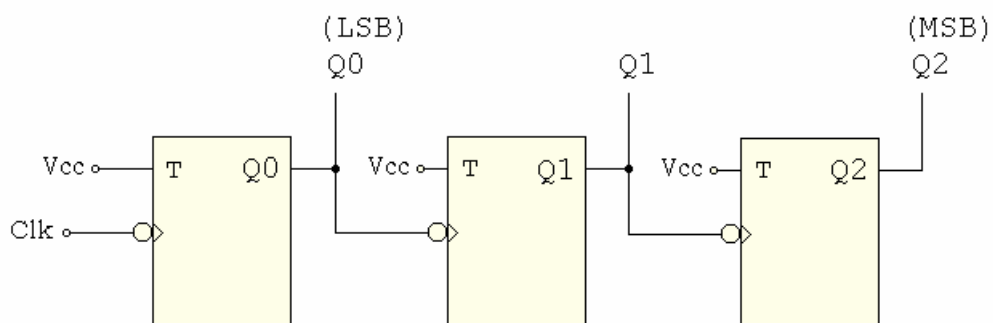 (LSB) (MSB)
Q0 Q1 Q2
Vcc T Q0 Vcc T Q1 Vcc T Q2
Clk